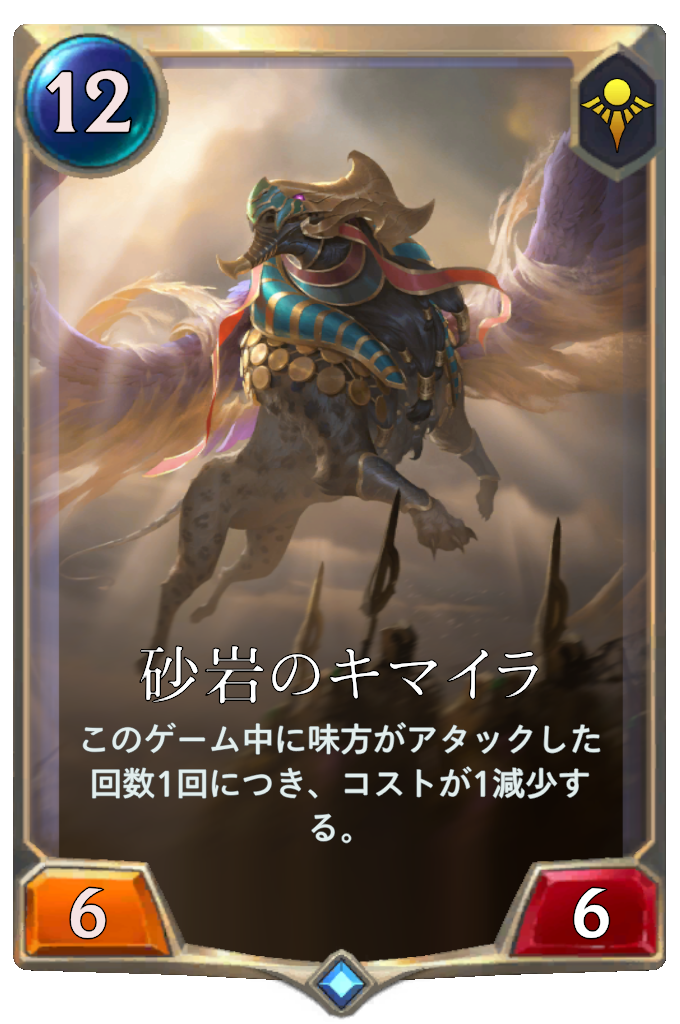 12
砂岩のキマイラ
このゲーム中に味方がアタックした
回数1回につき、コストが1減少す
る。
6
6